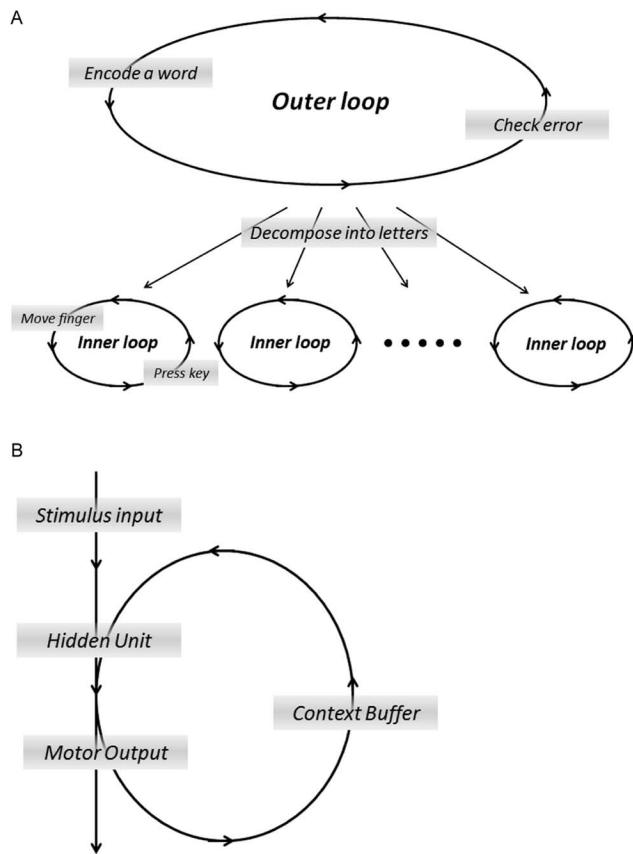 A
Encode a word
Outer loop
Check error
Decompose into letters
Move finger
Inner loop
Press key
Inner loop
Inner loop
B
Stimulus input
Hidden Unit
Context Buffer
Motor Output